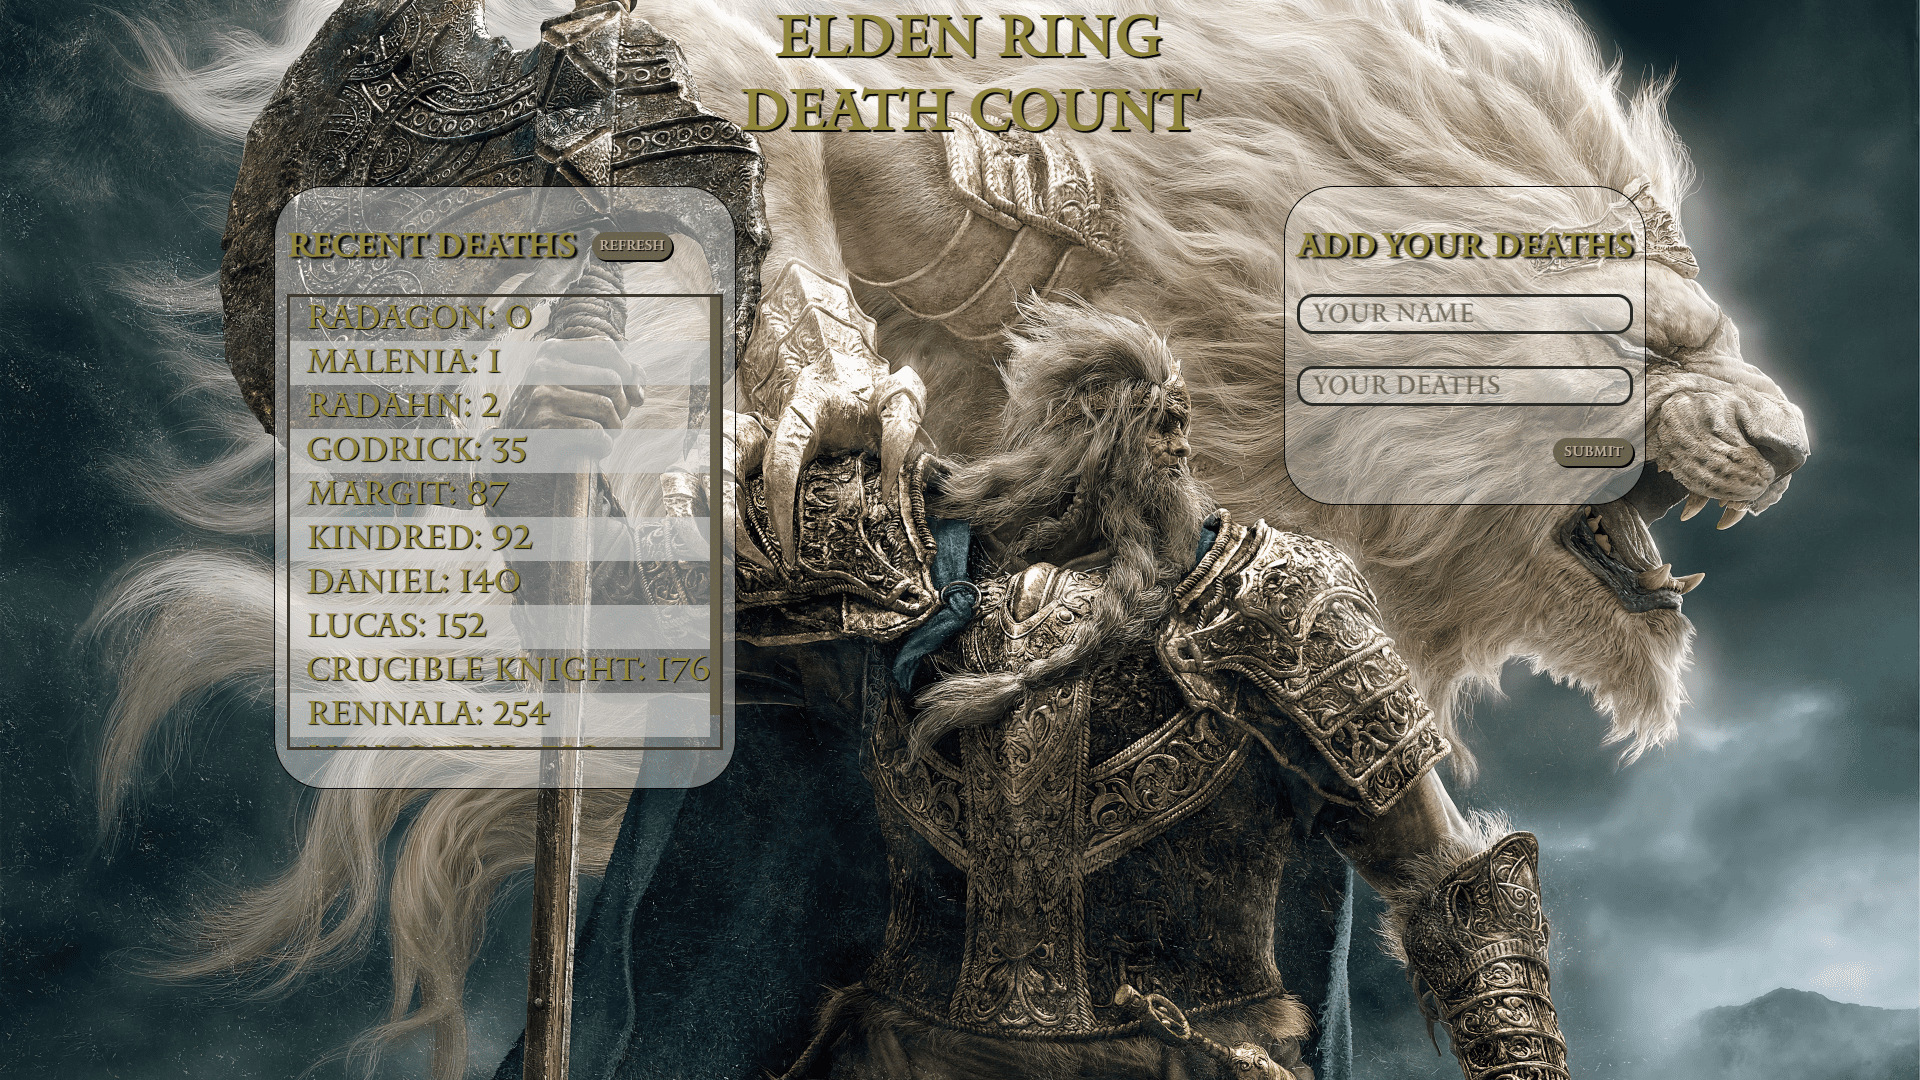 ELDEN RING
DEATH COUNT
RECENT DEATHS REFRESH
RADAGON: 0
MALENIA: 1
RADAHN: 2
GODRICK: 35
MARGIT: 87
KINDRED: 92
DANIEL: 140
LUCAS: 152
CRUCIBLE KNIGHT: 176
RENNALA: 254
ADD YOUR DEATHS
YOUR NAME
YOUR DEATHS
SUBMIT